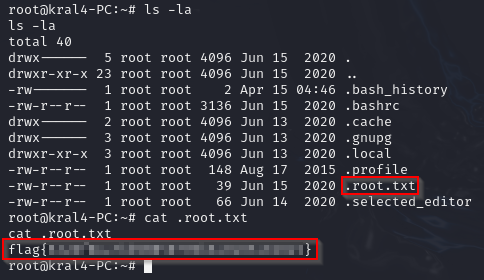 root@kral4-PC:~# ls -la
ls -la
total 40
drwx------  5 root root 4096 Jun 15  2020 .
drwxr-xr-x 23 root root 4096 Jun 15  2020 ..
-rw-------  1 root root    2 Apr 15 04:46 .bash_history
-rw-r--r--  1 root root 3136 Jun 15  2020 .bashrc
drwx------  2 root root 4096 Jun 13  2020 .cache
drwx------  3 root root 4096 Jun 13  2020 .gnupg
drwxr-xr-x  3 root root 4096 Jun 13  2020 .local
-rw-r--r--  1 root root  148 Aug 17  2015 .profile
-rw-r--r--  1 root root   39 Jun 15  2020 .root.txt
-rw-r--r--  1 root root   66 Jun 14  2020 .selected_editor
root@kral4-PC:~# cat .root.txt
cat .root.txt
flag{ }
root@kral4-PC:~#